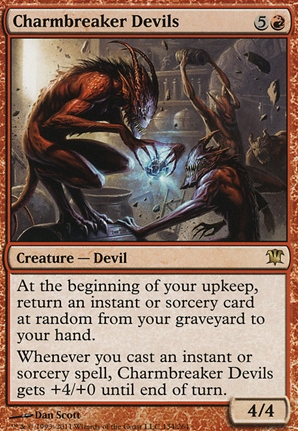 Charmbreaker Devils 5
Creature — Devil
At the beginning of your upkeep,
return an instant or sorcery card
at random from your graveyard to
your hand.
Whenever you cast an instant or
sorcery spell, Charmbreaker Devils
gets +4/+0 until end of turn.
Dan Scott
4/4